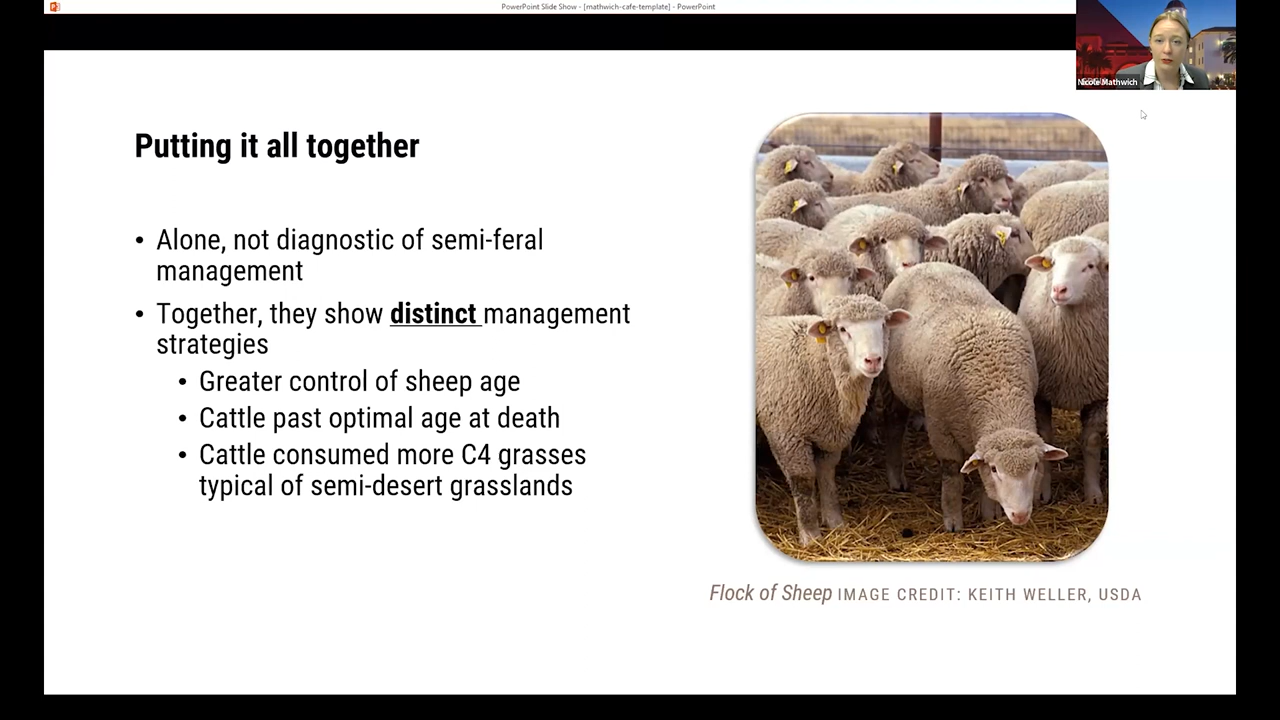 PowerPoint Slide Show - [mathwich-cafe-template] - PowerPoint
Nicole Mathwich
Putting it all together
• Alone, not diagnostic of semi-feral
management
• Together, they show distinct management
strategies
• Greater control of sheep age
• Cattle past optimal age at death
• Cattle consumed more C4 grasses
typical of semi-desert grasslands
Flock of Sheep IMAGE CREDIT: KEITH WELLER, USDA